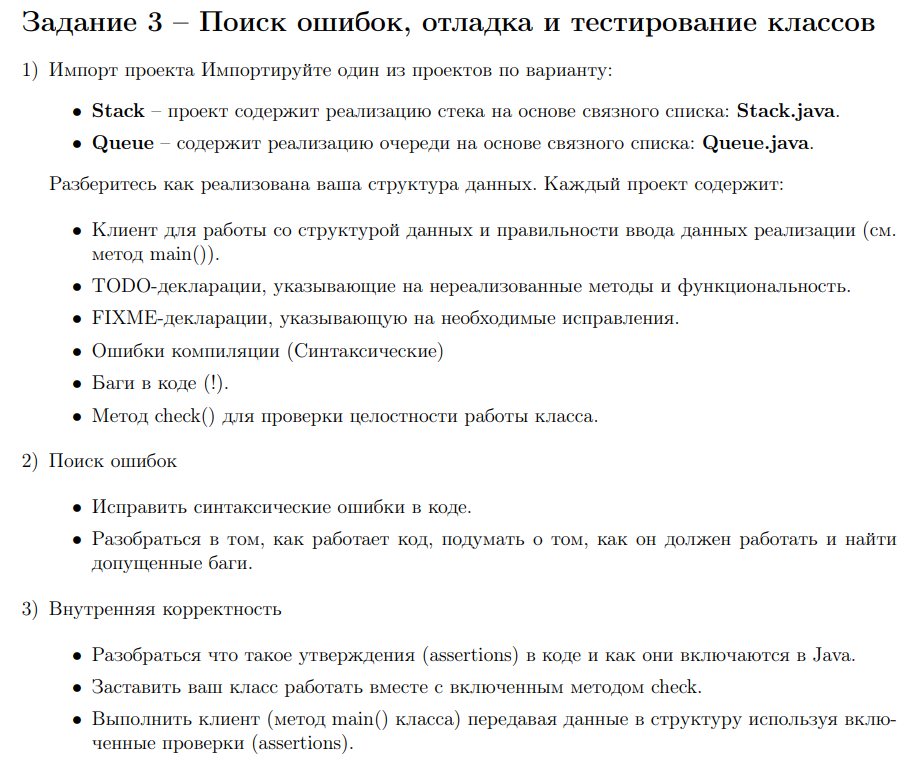 Задание 3 – Поиск ошибок, отладка и тестирование классов
1) Импорт проекта Импортируйте один из проектов по варианту:
• Stack – проект содержит реализацию стека на основе связного списка: Stack.java.
• Queue – содержит реализацию очереди на основе связного списка: Queue.java.
Разберитесь как реализована ваша структура данных. Каждый проект содержит:
• Клиент для работы со структурой данных и правильности ввода данных реализации (см.
метод main()).
• TODO-декларации, указывающие на нереализованные методы и функциональность.
• FIXME-декларации, указывающую на необходимые исправления.
• Ошибки компиляции (Синтаксические)
• Баги в коде (!).
• Метод check() для проверки целостности работы класса.
2) Поиск ошибок
• Исправить синтаксические ошибки в коде.
• Разобраться в том, как работает код, подумать о том, как он должен работать и найти
допущенные баги.
3) Внутренняя корректность
• Разобраться что такое утверждения (assertions) в коде и как они включаются в Java.
• Заставить ваш класс работать вместе с включенным методом check.
• Выполнить клиент (метод main() класса) передавая данные в структуру используя вклю-
ченные проверки (assertions).